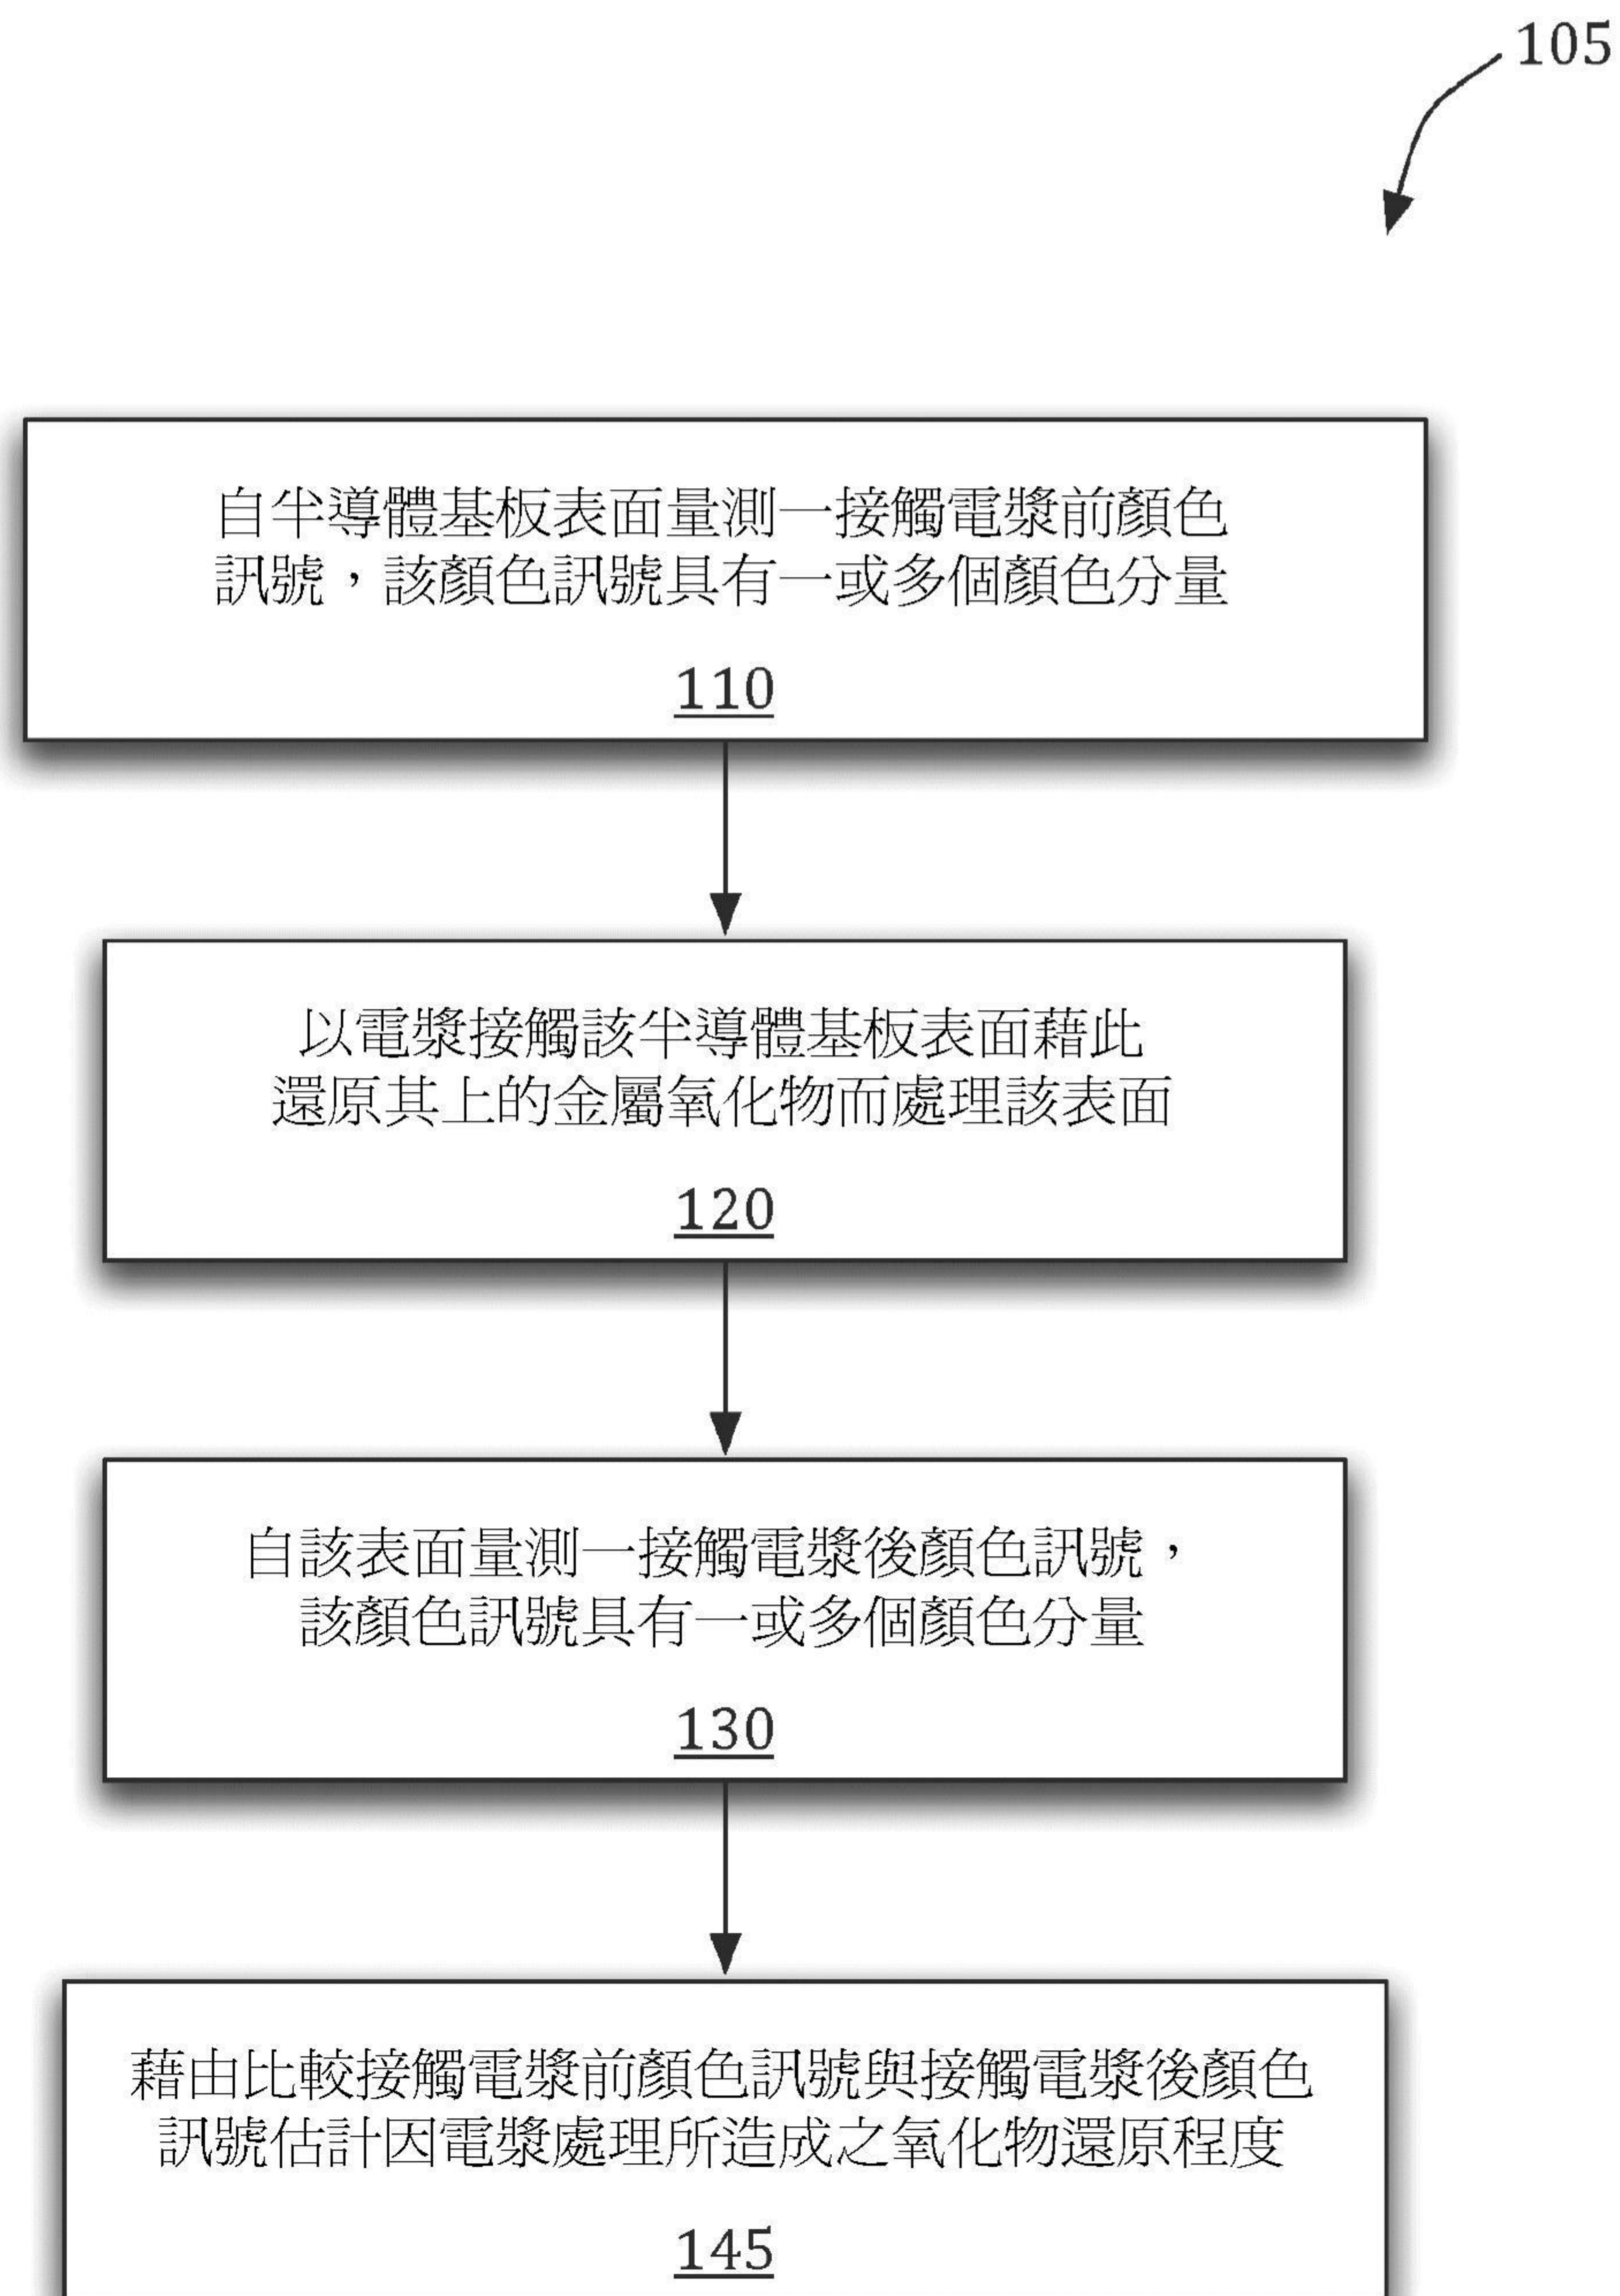 105
自半導體基板表面量測一接觸電漿前顏色
訊號，該顏色訊號具有一或多個顏色分量
110
以電漿接觸該半導體基板表面藉此
還原其上的金屬氧化物而處理該表面
120
自該表面量測一接觸電漿後顏色訊號，
該顏色訊號具有一或多個顏色分量
130
藉由比較接觸電漿前顏色訊號與接觸電漿後顏色
訊號估計因電漿處理所造成之氧化物還原程度
145